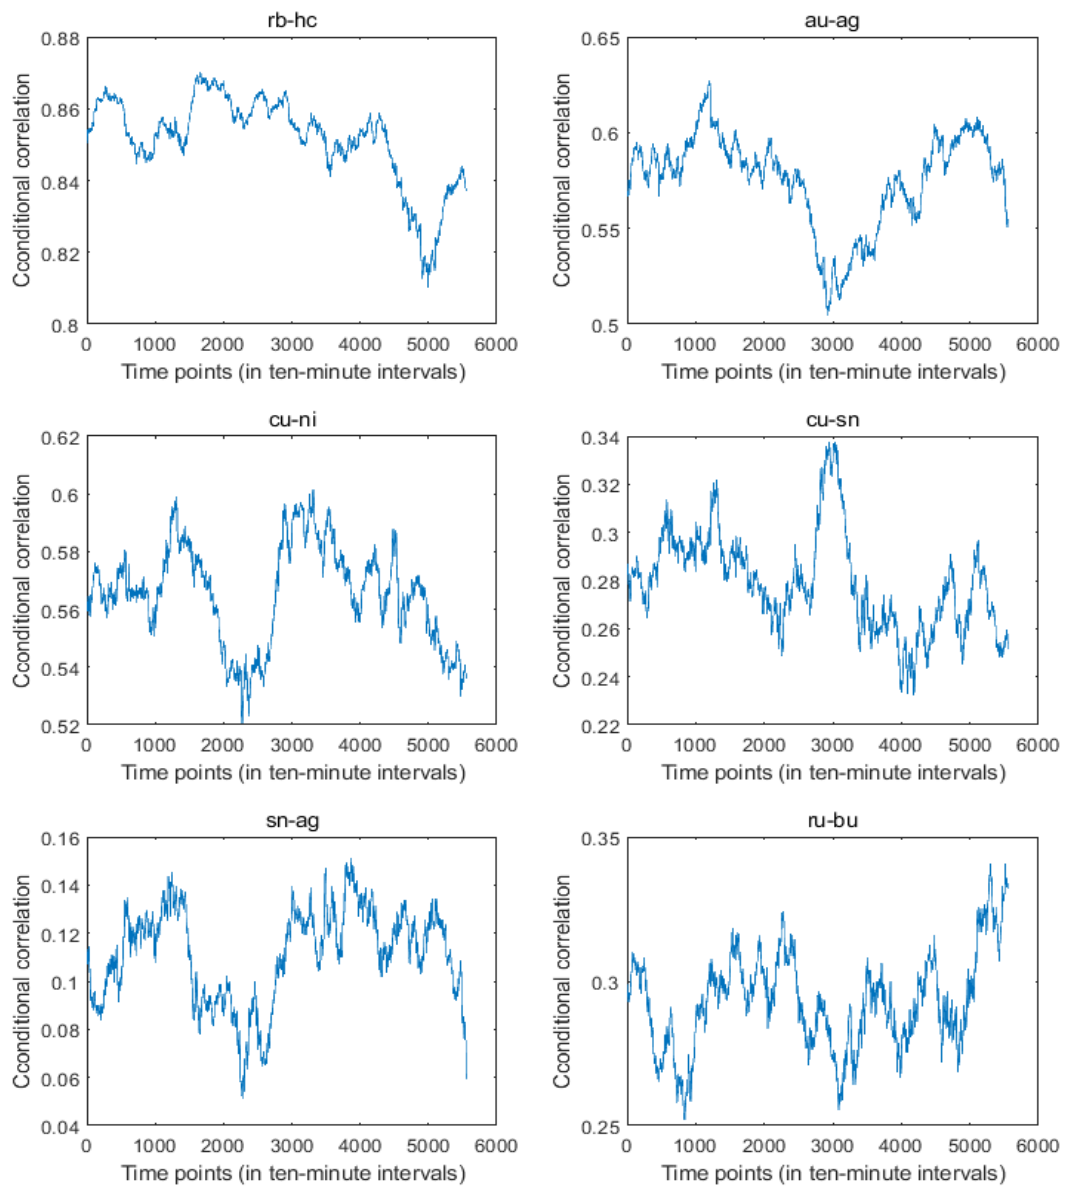 rb-hc
Cconditional correlation
0.88
0.86
0.84
0.82
0.8
0 1000 2000 3000 4000 5000 6000
Time points (in ten-minute intervals)
au-ag
Cconditional correlation
0.65
0.6
0.55
0.5
0 1000 2000 3000 4000 5000 6000
Time points (in ten-minute intervals)
cu-ni
Cconditional correlation
0.62
0.6
0.58
0.56
0.54
0.52
0 1000 2000 3000 4000 5000 6000
Time points (in ten-minute intervals)
cu-sn
Cconditional correlation
0.34
0.32
0.3
0.28
0.26
0.24
0.22
0 1000 2000 3000 4000 5000 6000
Time points (in ten-minute intervals)
sn-ag
Cconditional correlation
0.16
0.14
0.12
0.1
0.08
0.06
0.04
0 1000 2000 3000 4000 5000 6000
Time points (in ten-minute intervals)
ru-bu
Cconditional correlation
0.35
0.3
0.25
0 1000 2000 3000 4000 5000 6000
Time points (in ten-minute intervals)